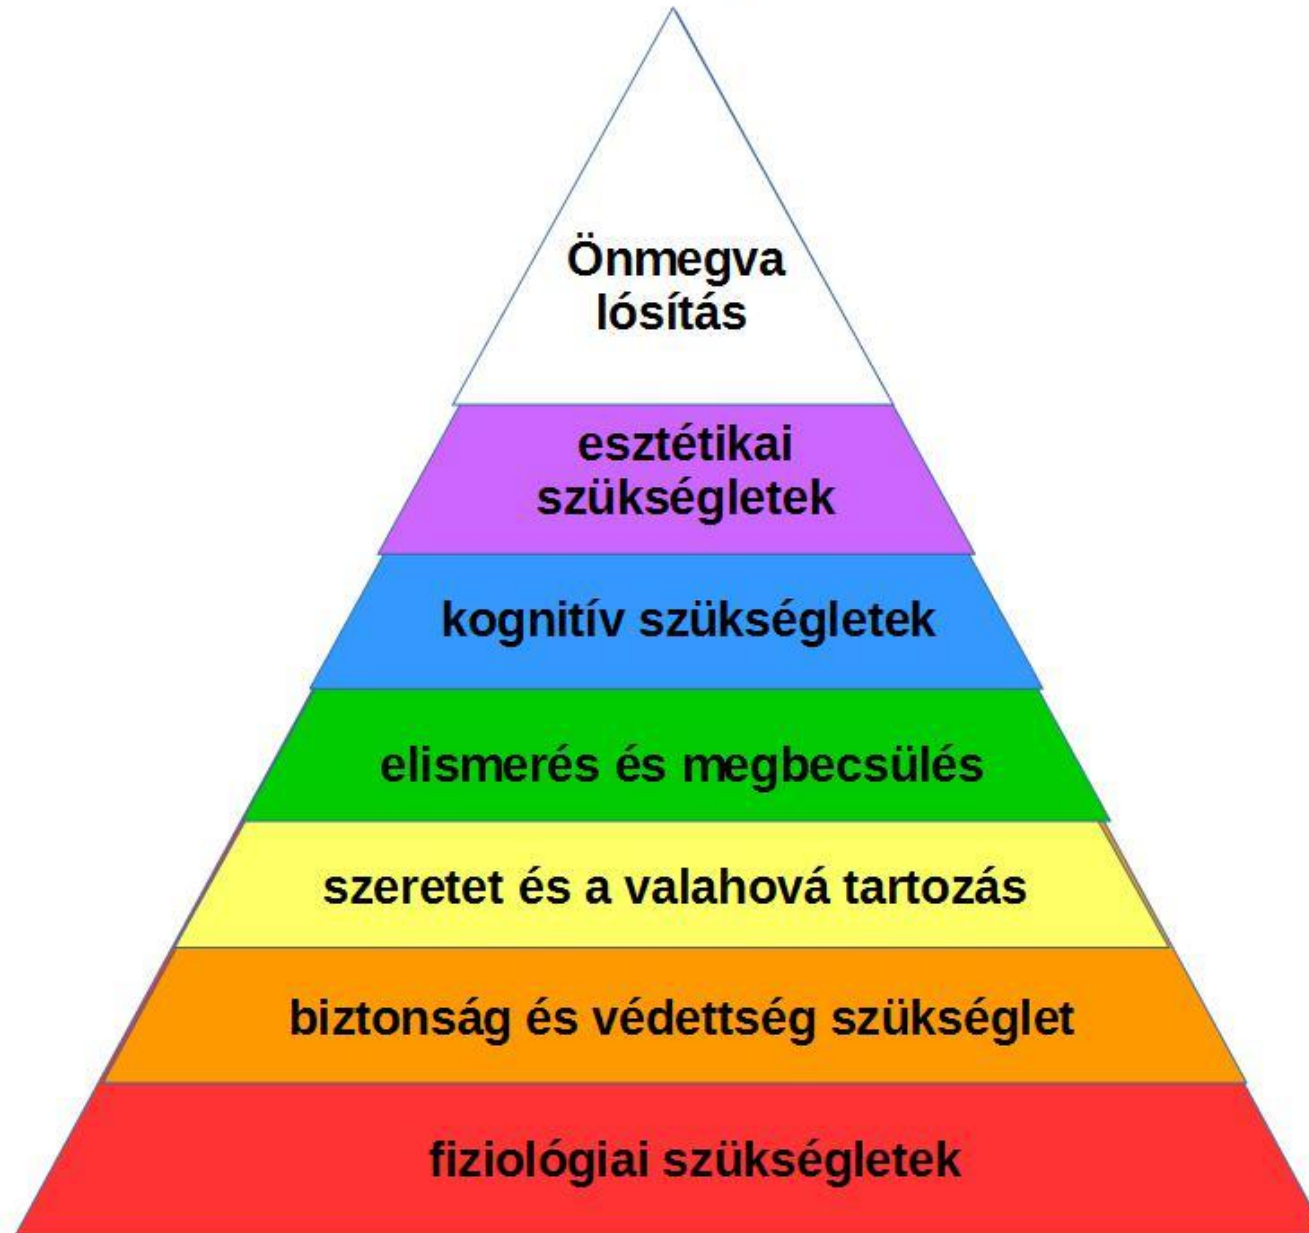 Önmegva
lósítás
esztétikai
szükségletek
kognitív szükségletek
elismerés és megbecsülés
szeretet és a valahová tartozás
biztonság és védettség szükséglet
fiziológiai szükségletek